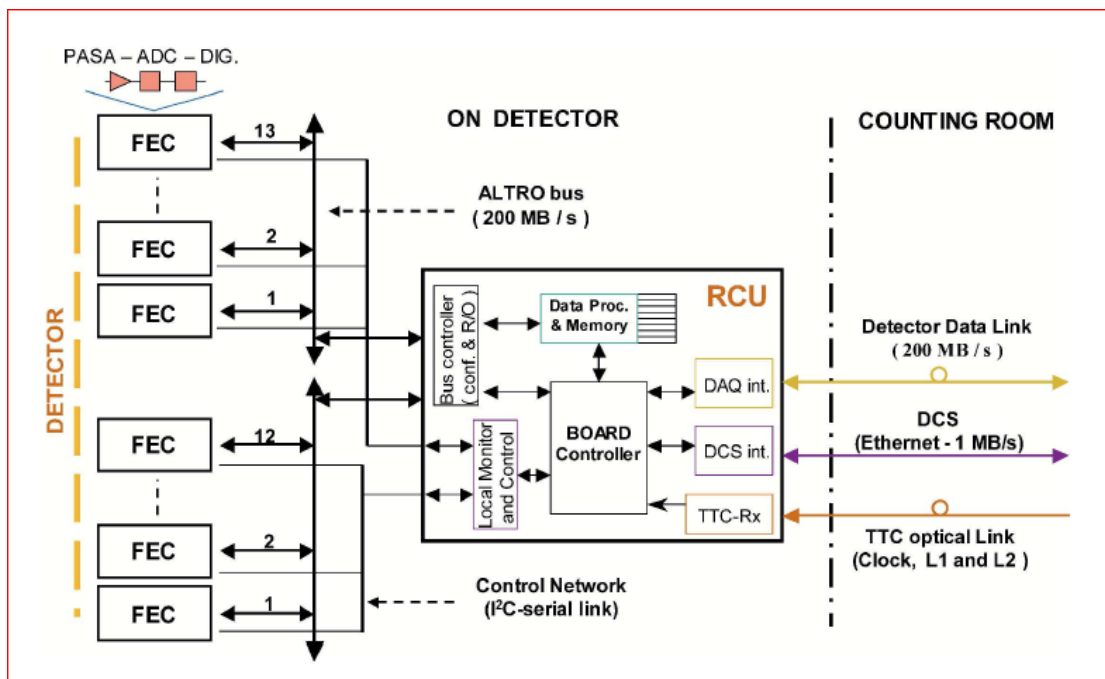 PASA – ADC – DIG.
ON DETECTOR
COUNTING ROOM
FEC
13
ALTRO bus
( 200 MB / s )
FEC
2
FEC
1
RCU
Bus controller
( conf. & R/O )
Data Proc.
& Memory
Detector Data Link
( 200 MB / s )
DAQ int.
DETECTOR
DCS
(Ethernet - 1 MB/s)
FEC
12
Local Monitor
and Control
BOARD
Controller
DCS int.
TTC-Rx
TTC optical Link
(Clock, L1 and L2 )
FEC
2
Control Network
(I²C-serial link)
FEC
1